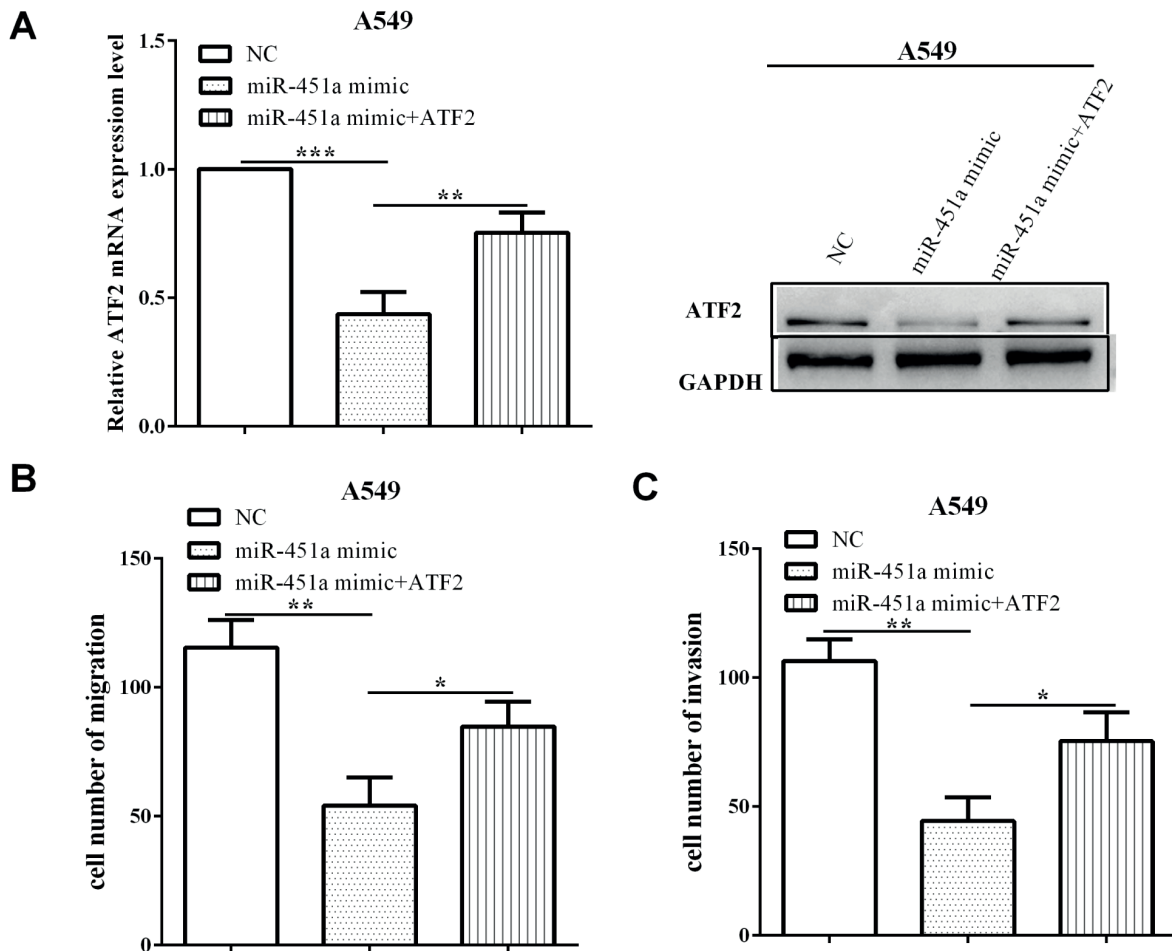 A
A549
Relative ATF2 mRNA expression level
1.5
1.0
0.5
0.0
NC
miR-451a mimic
miR-451a mimic+ATF2
***
**
A549
NC
miR-451a mimic
miR-451a mimic+ATF2
ATF2
GAPDH
B
A549
NC
miR-451a mimic
miR-451a mimic+ATF2
cell number of migration
150
100
50
0
**
*
C
A549
NC
miR-451a mimic
miR-451a mimic+ATF2
cell number of invasion
150
100
50
0
**
*